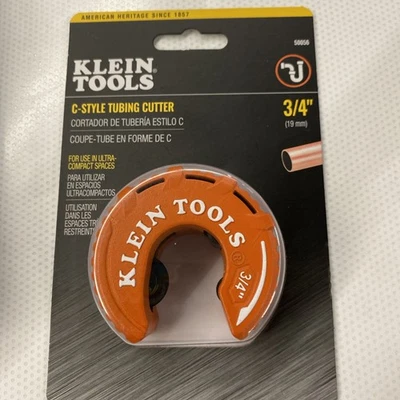 AMERICAN HERITAGE SINCE 1857
KLEIN
TOOLS
C-STYLE TUBING CUTTER
CORTADOR DE TUBERÍA ESTILO C
COUPE-TUBE EN FORME DE C
3/4"
(19 mm)
FOR USE IN ULTRA-
COMPACT SPACES
PARA UTILIZAR
EN ESPACIOS
ULTRACOMPACTOS
UTILISATION
DANS LES
ESPACES TR
RESTREINT
KLEIN TOOLS
3/4"